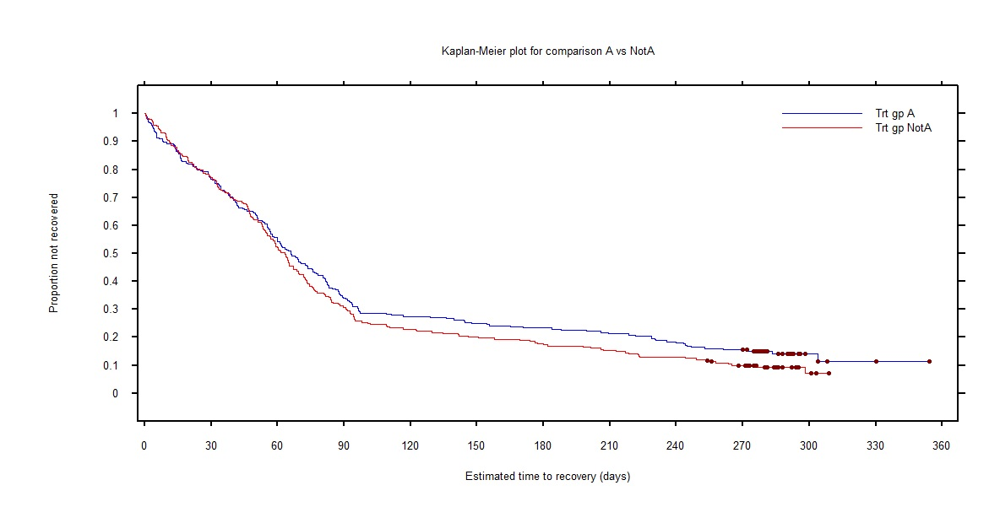 Kaplan-Meier plot for comparison A vs NotA
Trt gp A
Trt gp NotA
Proportion not recovered
1
0.9
0.8
0.7
0.6
0.5
0.4
0.3
0.2
0.1
0
0 30 60 90 120 150 180 210 240 270 300 330 360
Estimated time to recovery (days)